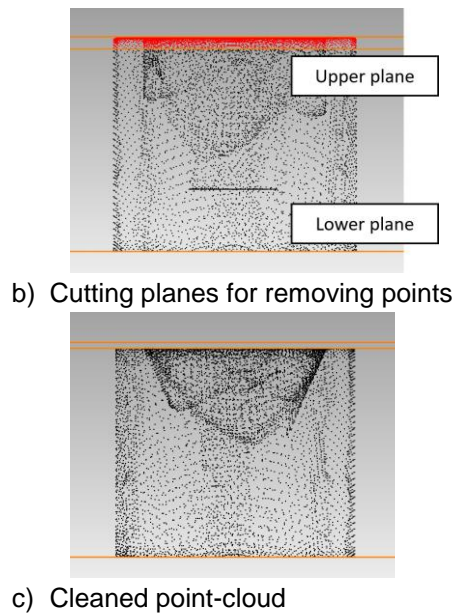 Upper plane
Lower plane
b) Cutting planes for removing points
c) Cleaned point-cloud